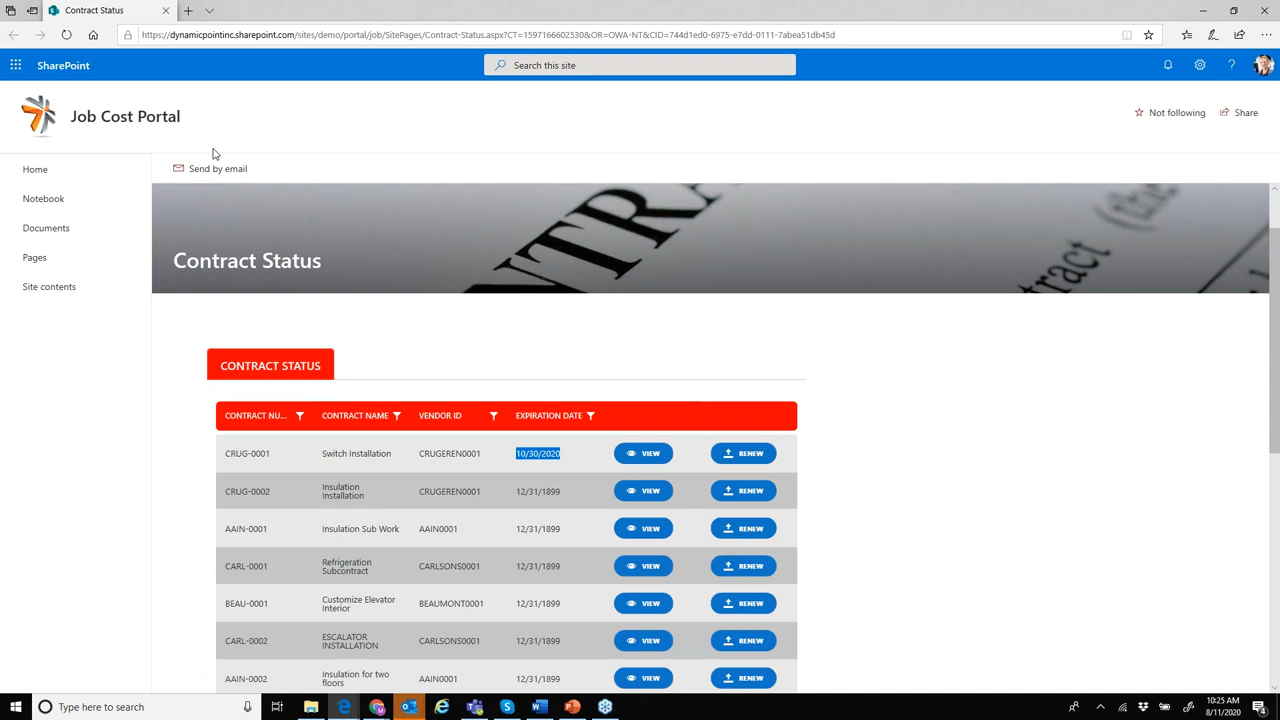 Contract Status
https://dynamicpointinc.sharepoint.com/sites/demo/portal/job/SitePages/Contract-Status.aspx?CT=1597166602530&OR=OWA-NT&CID=744d1ed0-6975-e7dd-0111-7abea51db45d
SharePoint
Search this site
Job Cost Portal
Not following
Share
Home
Notebook
Documents
Pages
Site contents
Send by email
NTRA
ntract
(the
Contract Status
CONTRACT STATUS
CONTRACT NU... CONTRACT NAME VENDOR ID EXPIRATION DATE
CRUG-0001 Switch Installation CRUGEREN0001 10/30/2020 VIEW RENEW
CRUG-0002 Insulation Installation CRUGEREN0001 12/31/1899 VIEW RENEW
AAIN-0001 Insulation Sub Work AAIN0001 12/31/1899 VIEW RENEW
CARL-0001 Refrigeration Subcontract CARLSONS0001 12/31/1899 VIEW RENEW
BEAU-0001 Customize Elevator Interior BEAUMONT0001 12/31/1899 VIEW RENEW
CARL-0002 ESCALATOR INSTALLATION CARLSONS0001 12/31/1899 VIEW RENEW
AAIN-0002 Insulation for two floors AAIN0001 12/31/1899 VIEW RENEW
Type here to search
10:25 AM
8/11/2020